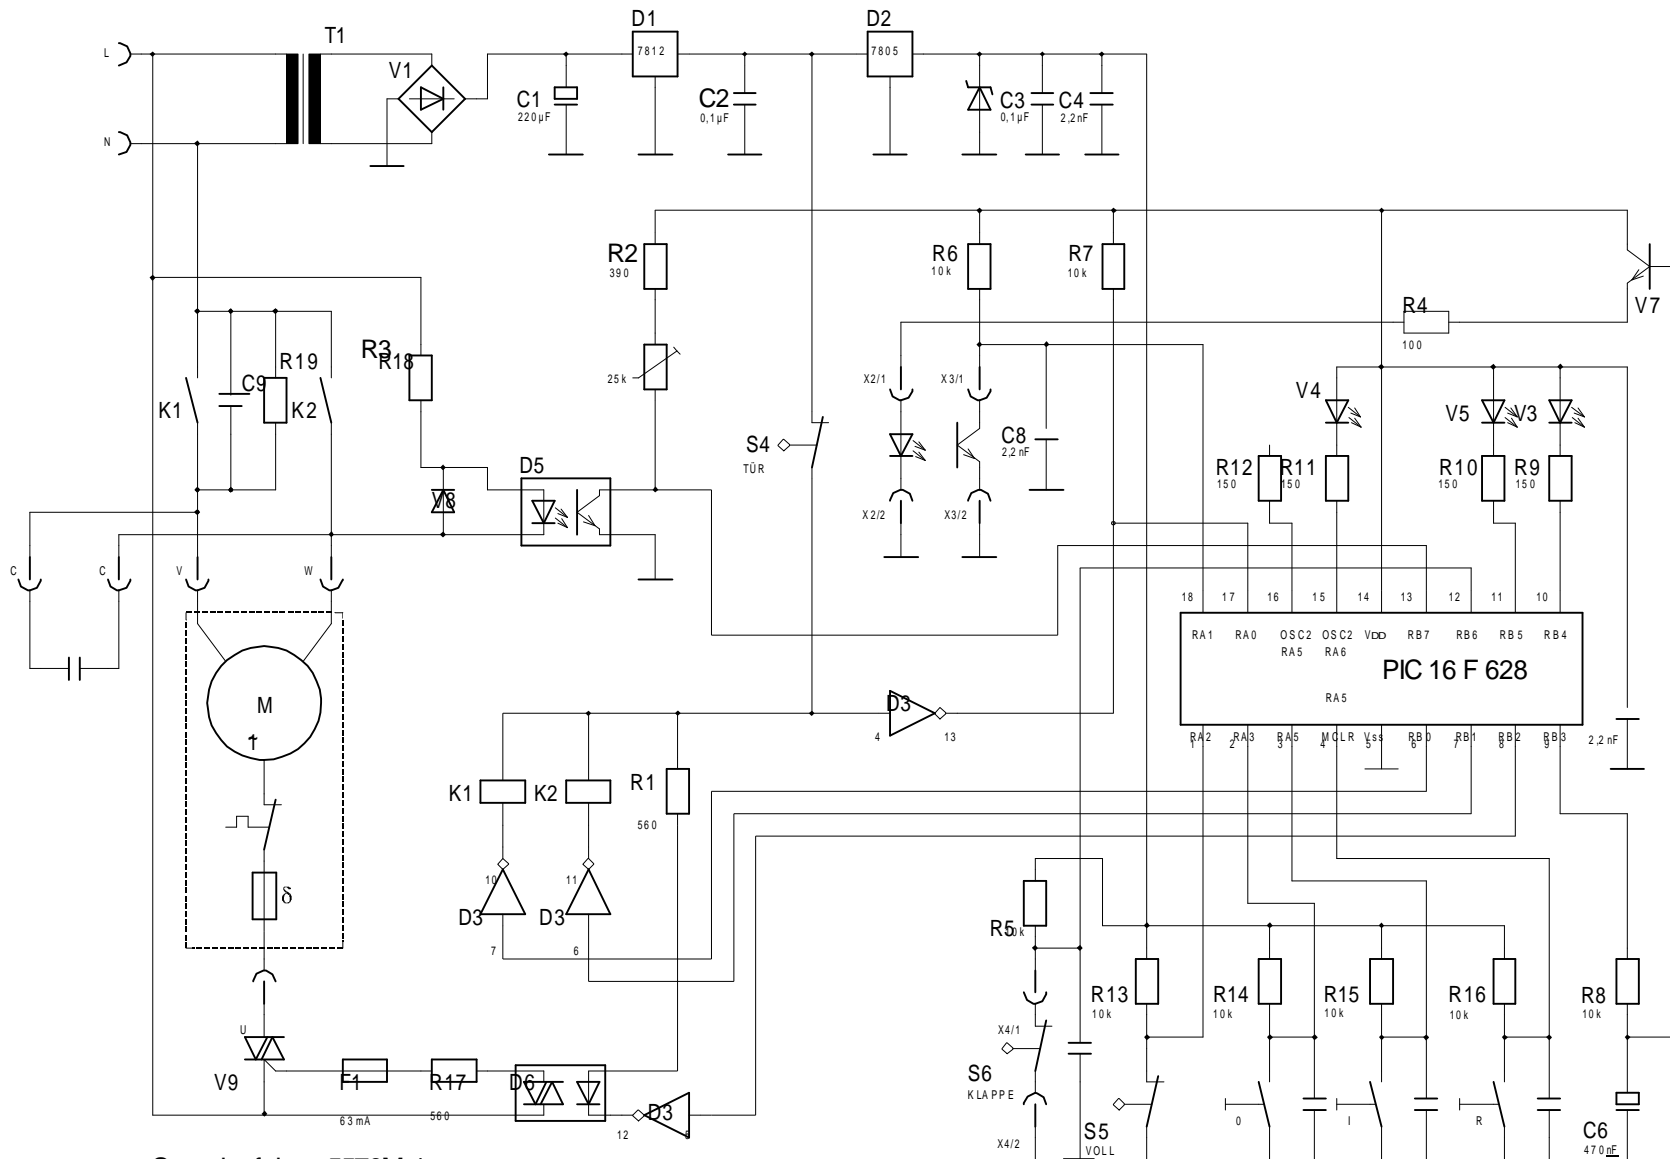 D1
D2
T1
L
7812
7805
V1
C1
220µF
C2
0,1µF
C3
0,1µF
C4
2,2nF
N
R2
390
R6
10k
R7
10k
V7
R4
100
R3
R18
R19
C9
K1
K2
25k
X2/1
X3/1
V4
V5
V3
S4
TÜR
C8
2,2nF
D5
R12
150
R11
150
R10
150
R9
150
V8
X2/2
X3/2
C
C
V
W
18 17 16 15 14 13 12 11 10
RA1 RA0 OSC2 OSC2 VDD RB7 RB6 RB5 RB4
RA5 RA6
PIC 16 F 628
RA5
M
1
D3
4
13
RA2 RA3 RA5 MCLR Vss RB0 RB1 RB2 RB3
1 2 3 4 5 6 7 8 9
2,2nF
K1
K2
R1
560
10
11
δ
D3
D3
7
6
R5
10k
R13
10k
R14
10k
R15
10k
R16
10k
R8
10k
U
X4/1
V9
F1
63mA
R17
560
D6
D3
12
S6
KLAPPE
X4/2
S5
VOLL
0
I
R
C6
470nF